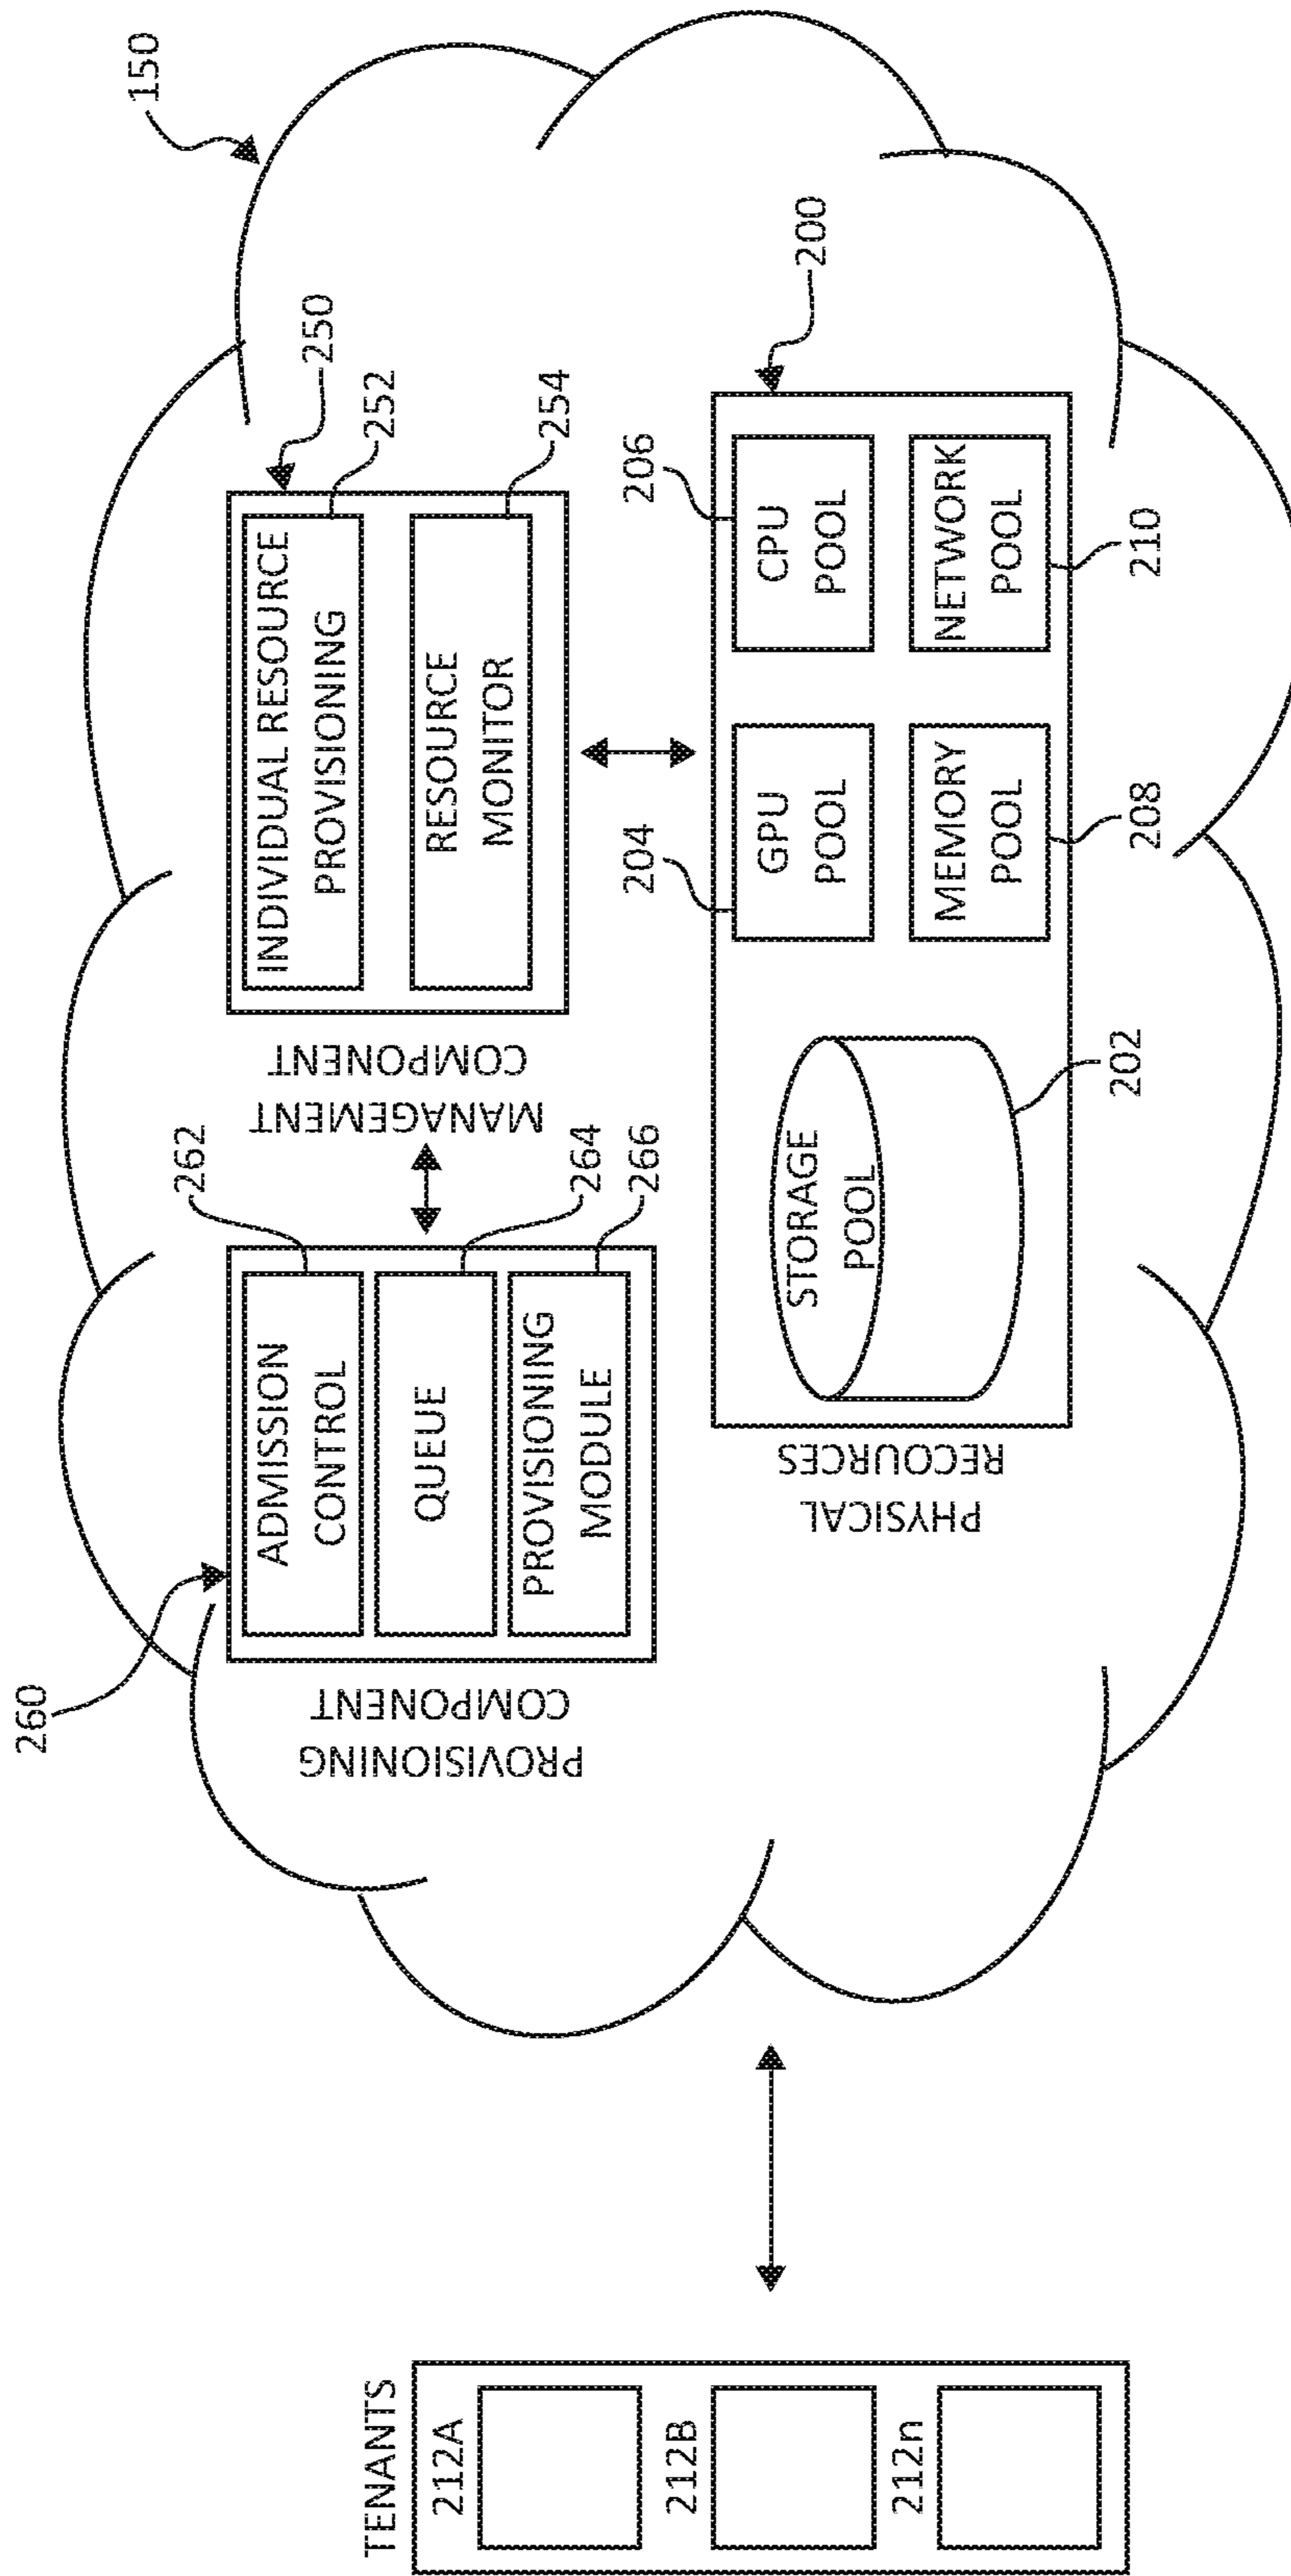 150
260
PROVISIONING
COMPONENT
ADMISSION
CONTROL
QUEUE
PROVISIONING
MODULE
262
264
266
MANAGEMENT
COMPONENT
INDIVIDUAL RESOURCE
PROVISIONING
RESOURCE
MONITOR
250
252
254
TENANTS
212A
212B
212n
PHYSICAL
RECOURCES
STORAGE
POOL
202
204
GPU
POOL
206
CPU
POOL
MEMORY
POOL
208
NETWORK
POOL
210
200